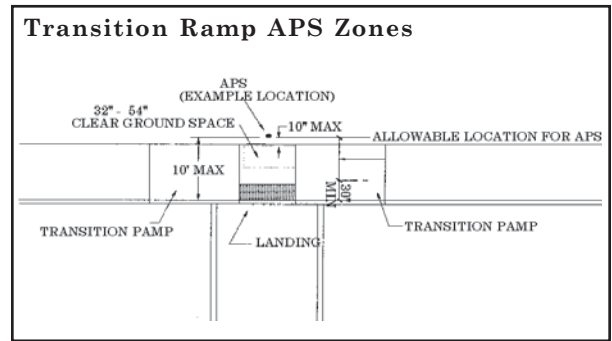 Transition Ramp APS Zones
APS
(EXAMPLE LOCATION)
32" - 54"
CLEAR GROUND SPACE
10" MAX
ALLOWABLE LOCATION FOR APS
10' MAX
30"
MIN
TRANSITION PAMP
LANDING
TRANSITION PAMP